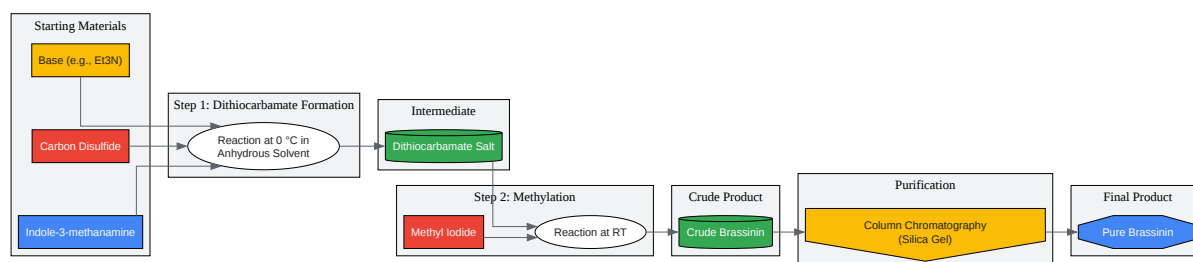 Starting Materials
Base (e.g., Et3N)
Carbon Disulfide
Indole-3-methanamine
Step 1: Dithiocarbamate Formation
Reaction at 0 °C in
Anhydrous Solvent
Intermediate
Dithiocarbamate Salt
Step 2: Methylation
Methyl Iodide
Reaction at RT
Crude Product
Crude Brassinin
Purification
Column Chromatography
(Silica Gel)
Final Product
Pure Brassinin